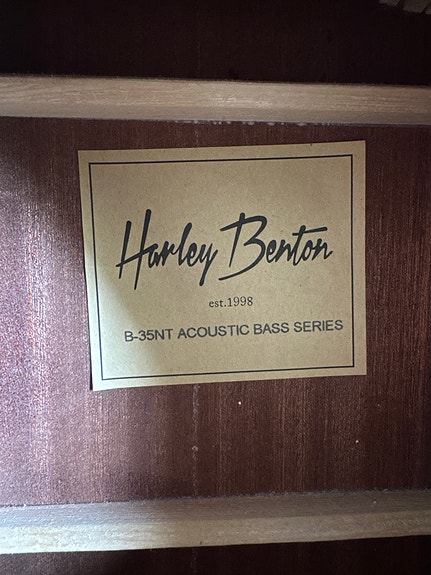 Harley Benton
est.1998
B-35NT ACOUSTIC BASS SERIES